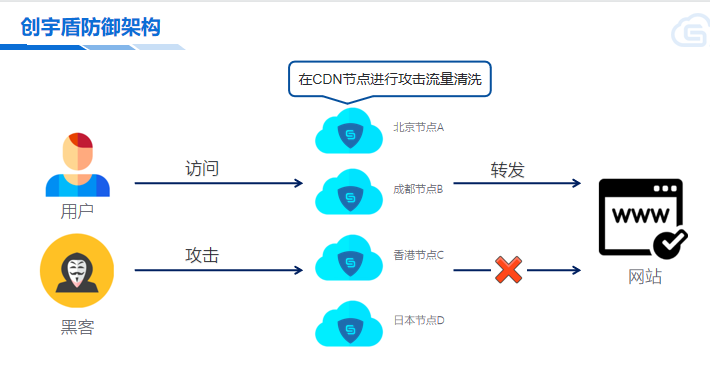 创宇盾防御架构
在CDN节点进行攻击流量清洗
北京节点A
访问
转发
成都节点B
用户
WWW
攻击
香港节点C
网站
黑客
日本节点D